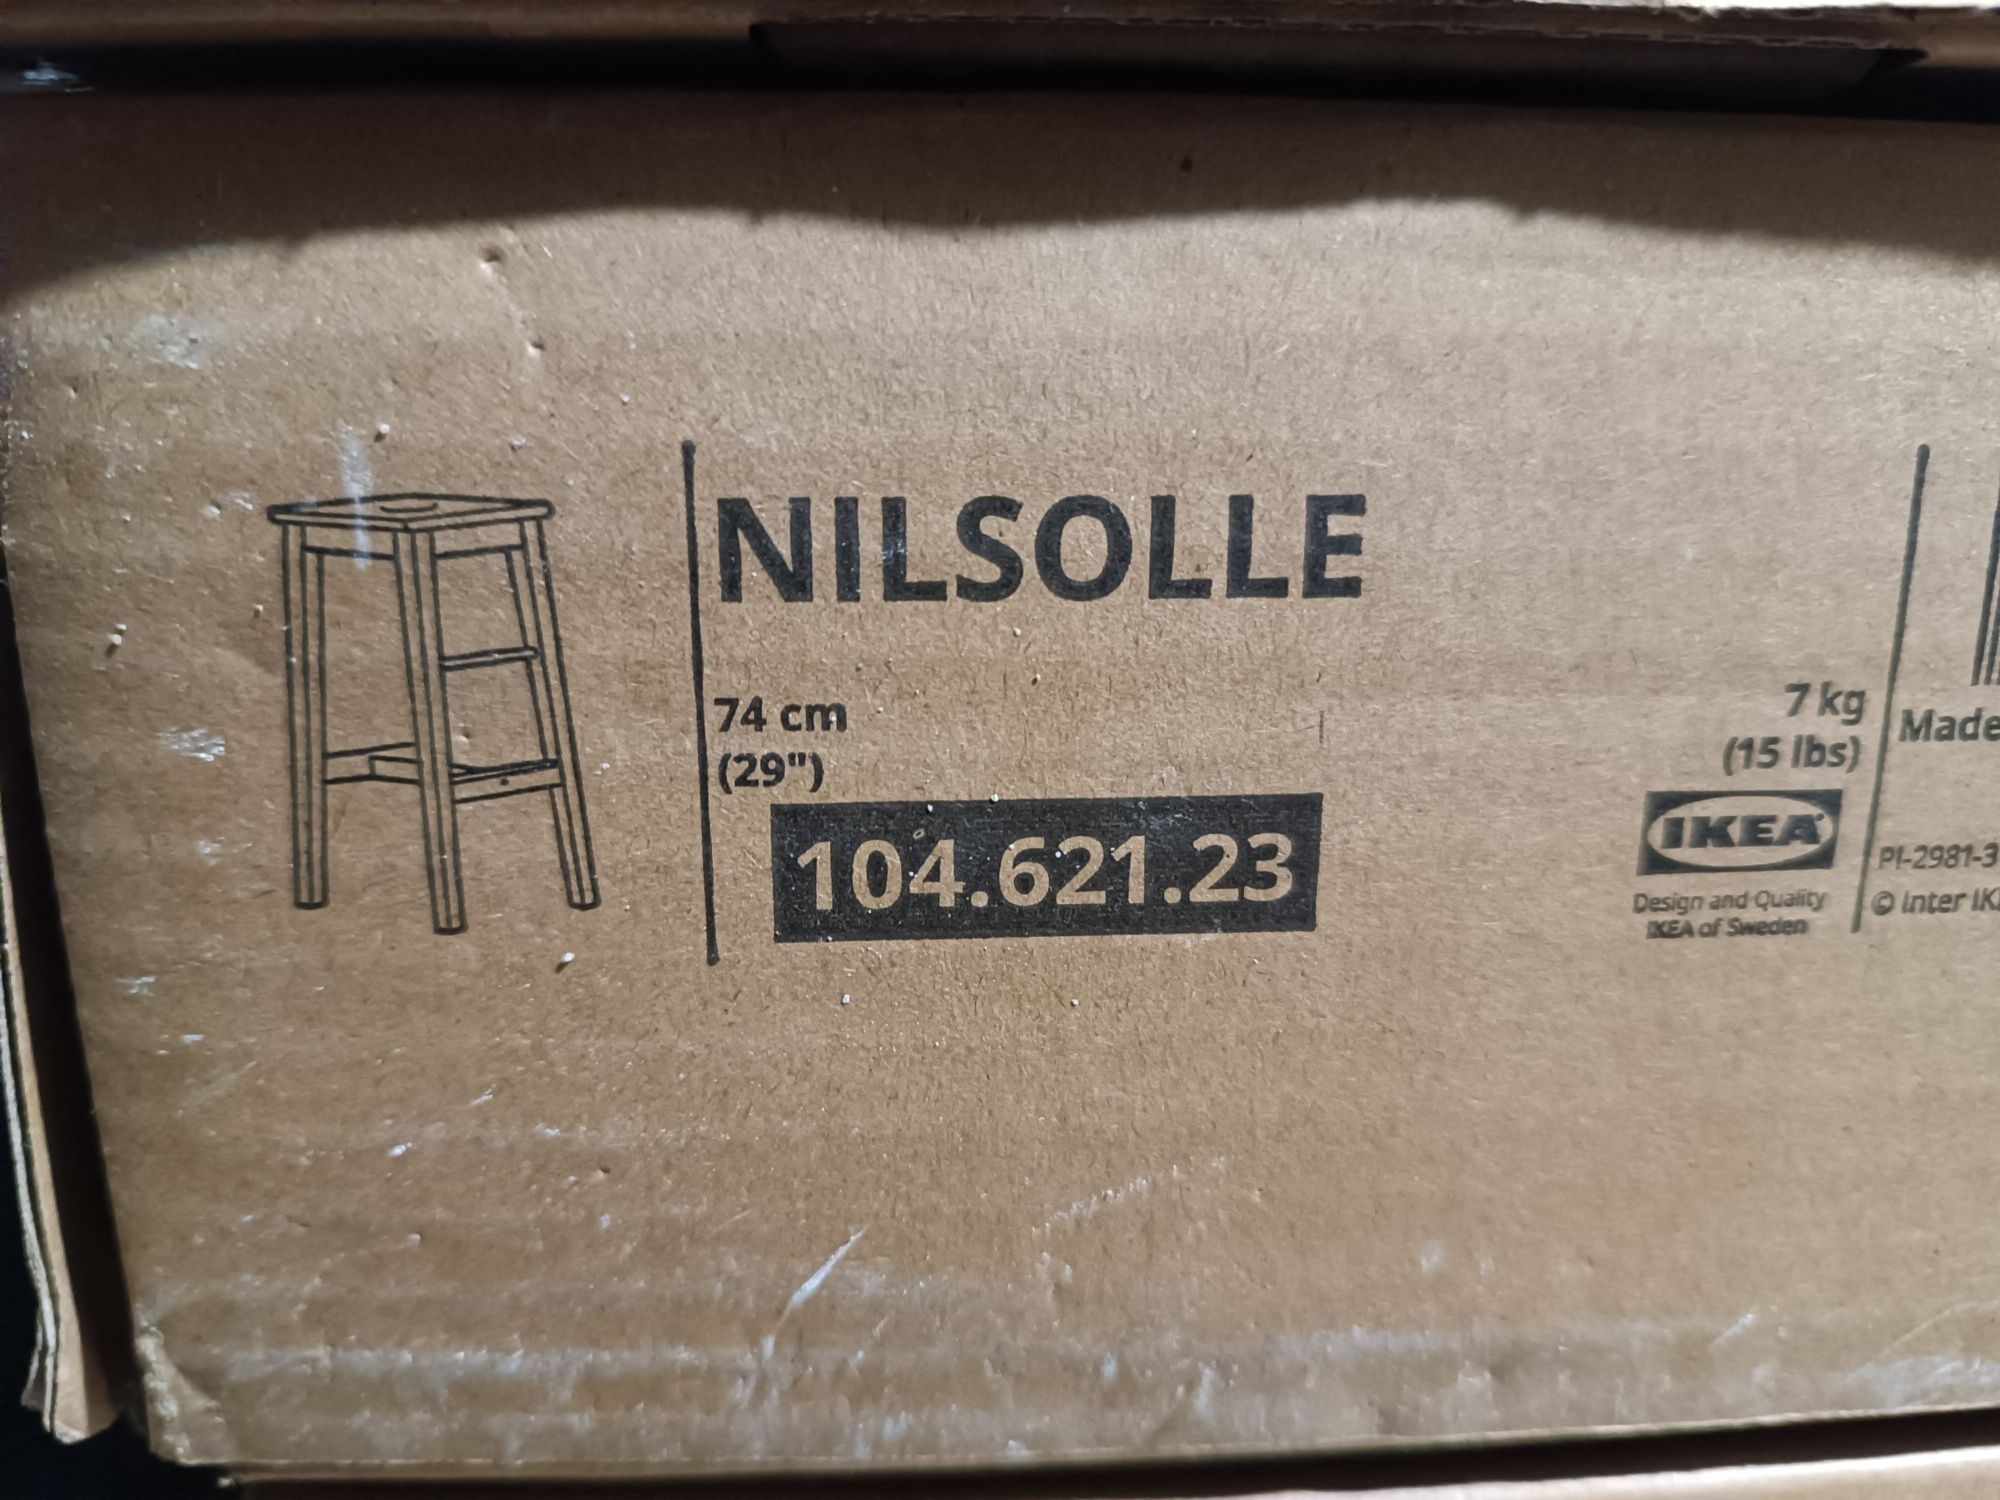 NILSOLLE
74 cm
(29")
104.621.23
7 kg
(15 lbs)
IKEA
Design and Quality
IKEA of Sweden
Made
PI-2981-3
© Inter